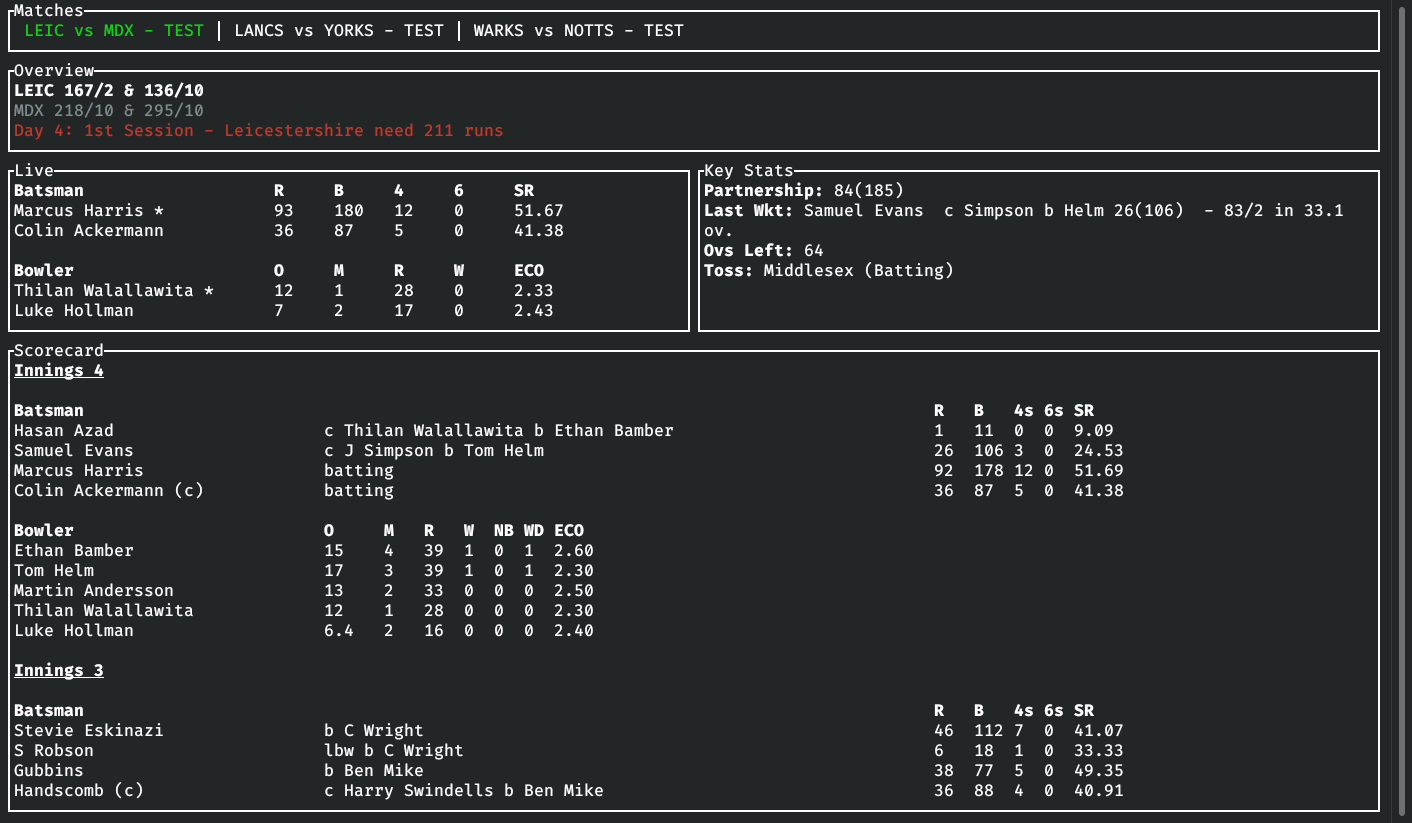 Matches
LEIC vs MDX - TEST │ LANCS vs YORKS - TEST │ WARKS vs NOTTS - TEST
Overview
LEIC 167/2 & 136/10
MDX 218/10 & 295/10
Day 4: 1st Session - Leicestershire need 211 runs
Live
Batsman R B 4 6 SR
Marcus Harris * 93 180 12 0 51.67
Colin Ackermann 36 87 5 0 41.38
Bowler O M R W ECO
Thilan Walallawita * 12 1 28 0 2.33
Luke Hollman 7 2 17 0 2.43
Key Stats
Partnership: 84(185)
Last Wkt: Samuel Evans  c Simpson b Helm 26(106)  - 83/2 in 33.1
ov.
Ovs Left: 64
Toss: Middlesex (Batting)
Scorecard
Innings 4
Batsman R B 4s 6s SR
Hasan Azad c Thilan Walallawita b Ethan Bamber 1 11 0 0 9.09
Samuel Evans c J Simpson b Tom Helm 26 106 3 0 24.53
Marcus Harris batting 92 178 12 0 51.69
Colin Ackermann (c) batting 36 87 5 0 41.38
Bowler O M R W NB WD ECO
Ethan Bamber 15 4 39 1 0 1 2.60
Tom Helm 17 3 39 1 0 1 2.30
Martin Andersson 13 2 33 0 0 0 2.50
Thilan Walallawita 12 1 28 0 0 0 2.30
Luke Hollman 6.4 2 16 0 0 0 2.40
Innings 3
Batsman R B 4s 6s SR
Stevie Eskinazi b C Wright 46 112 7 0 41.07
S Robson lbw b C Wright 6 18 1 0 33.33
Gubbins b Ben Mike 38 77 5 0 49.35
Handscomb (c) c Harry Swindells b Ben Mike 36 88 4 0 40.91